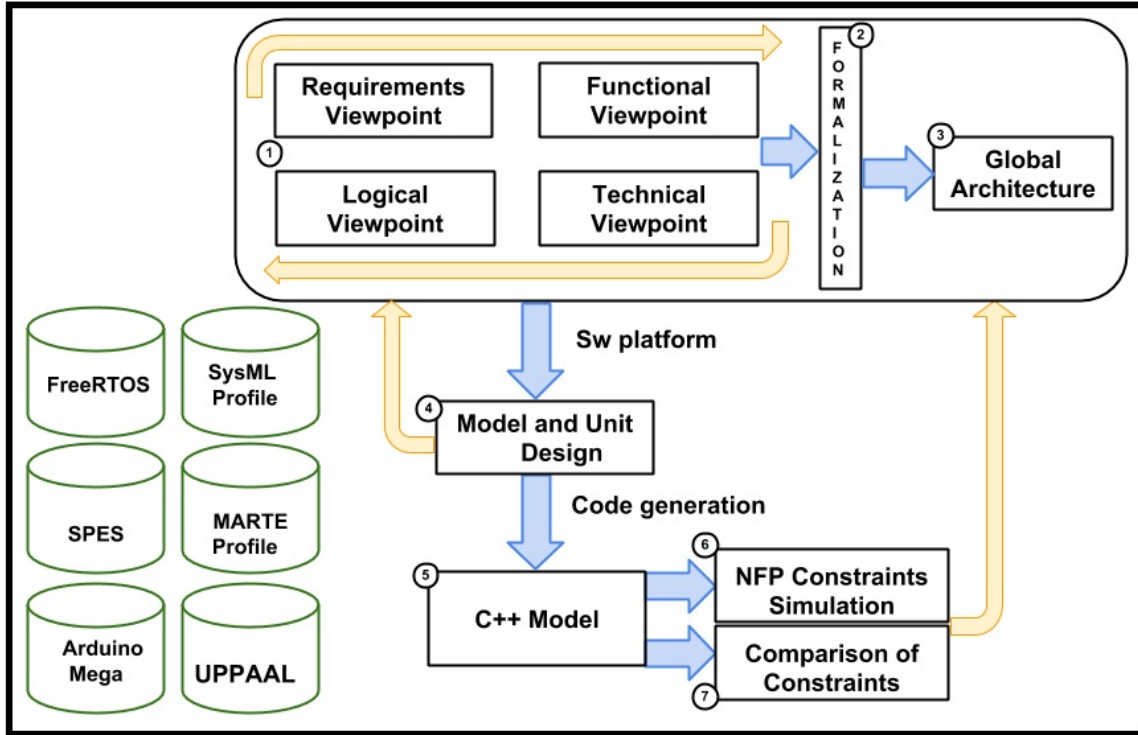 1
Requirements
Viewpoint
Functional
Viewpoint
Logical
Viewpoint
Technical
Viewpoint
2
FORMALIZATION
3
Global
Architecture
Sw platform
4
Model and Unit
Design
Code generation
5
C++ Model
6
NFP Constraints
Simulation
Comparison of
Constraints
7
FreeRTOS
SysML
Profile
SPES
MARTE
Profile
Arduino
Mega
UPPAAL